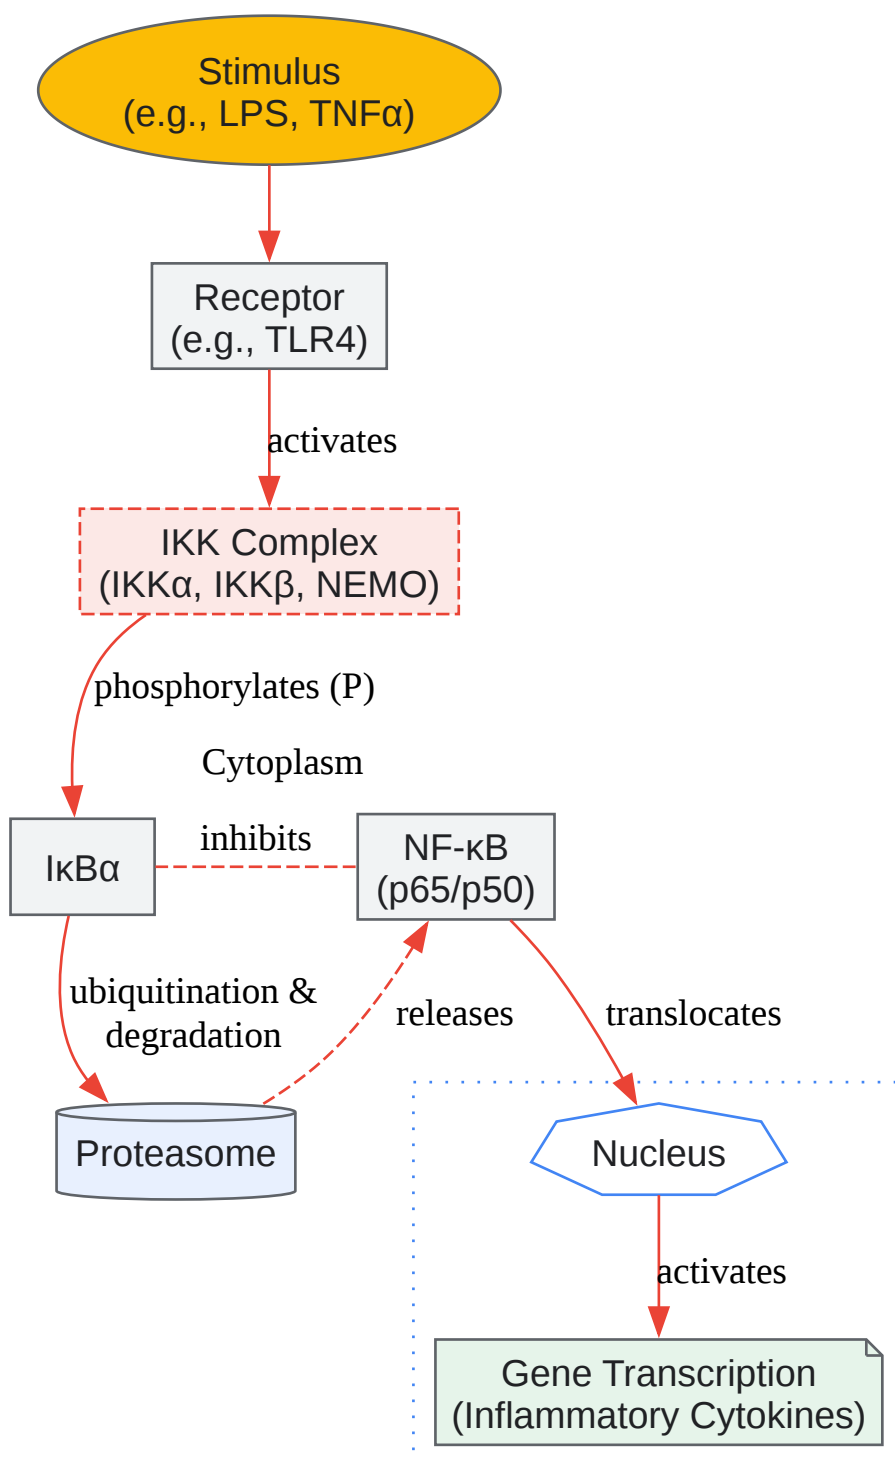 Stimulus
(e.g., LPS, TNFα)
Receptor
(e.g., TLR4)
activates
IKK Complex
(IKKα, IKKβ, NEMO)
phosphorylates (P)
Cytoplasm
inhibits
IκBα
NF-κB
(p65/p50)
ubiquitination &
degradation
releases
translocates
Proteasome
Nucleus
activates
Gene Transcription
(Inflammatory Cytokines)